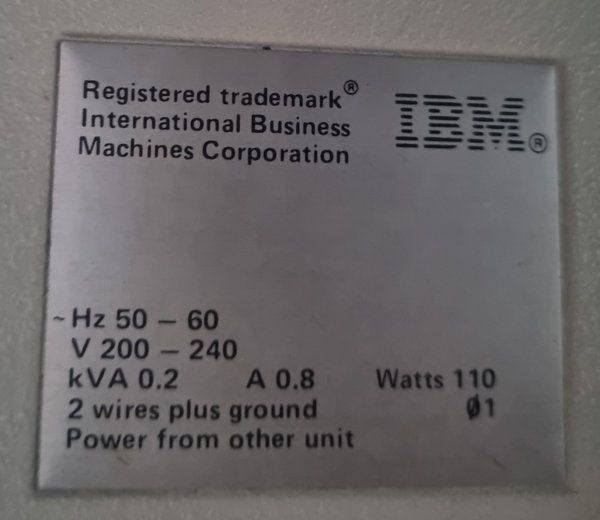 Registered trademark®
International Business
Machines Corporation
IBM®
~Hz 50 – 60
V 200 – 240
kVA 0.2 A 0.8 Watts 110
2 wires plus ground Ø1
Power from other unit